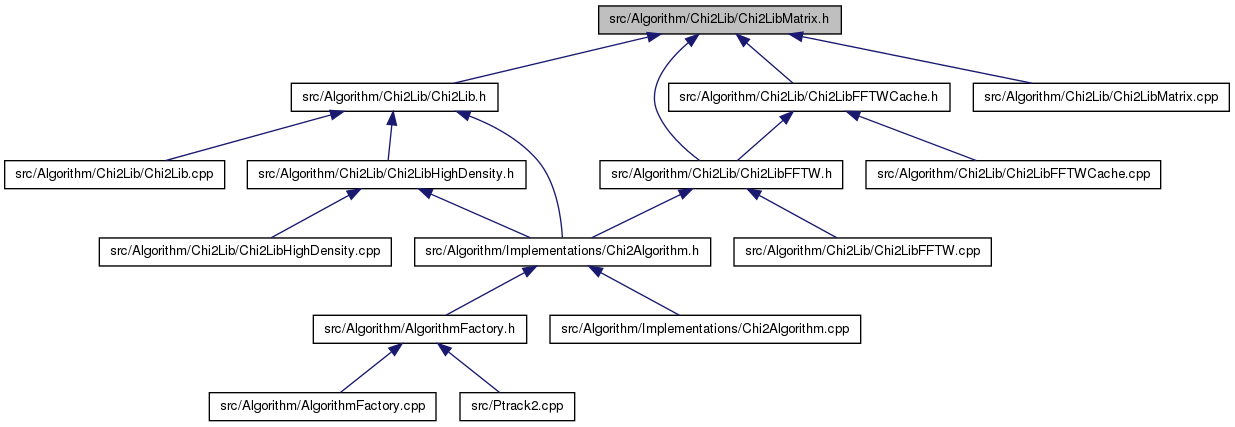 src/Algorithm/Chi2Lib/Chi2LibMatrix.h
src/Algorithm/Chi2Lib/Chi2Lib.h
src/Algorithm/Chi2Lib/Chi2LibFFTWCache.h
src/Algorithm/Chi2Lib/Chi2LibMatrix.cpp
src/Algorithm/Chi2Lib/Chi2Lib.cpp
src/Algorithm/Chi2Lib/Chi2LibHighDensity.h
src/Algorithm/Chi2Lib/Chi2LibFFTW.h
src/Algorithm/Chi2Lib/Chi2LibFFTWCache.cpp
src/Algorithm/Chi2Lib/Chi2LibHighDensity.cpp
src/Algorithm/Implementations/Chi2Algorithm.h
src/Algorithm/Chi2Lib/Chi2LibFFTW.cpp
src/Algorithm/AlgorithmFactory.h
src/Algorithm/Implementations/Chi2Algorithm.cpp
src/Algorithm/AlgorithmFactory.cpp
src/Ptrack2.cpp